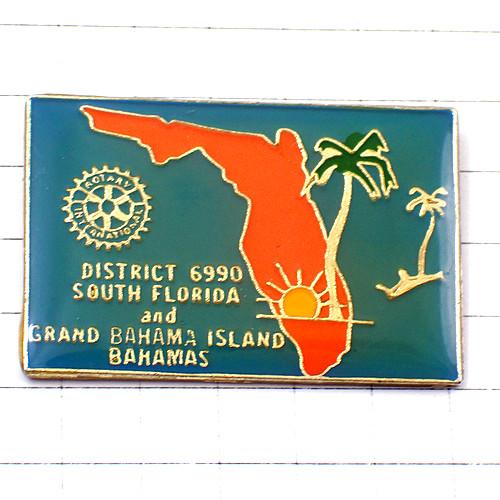 ROTARY
INTERNATIONAL
DISTRICT 6990
SOUTH FLORIDA
and
GRAND BAHAMA ISLAND
BAHAMAS